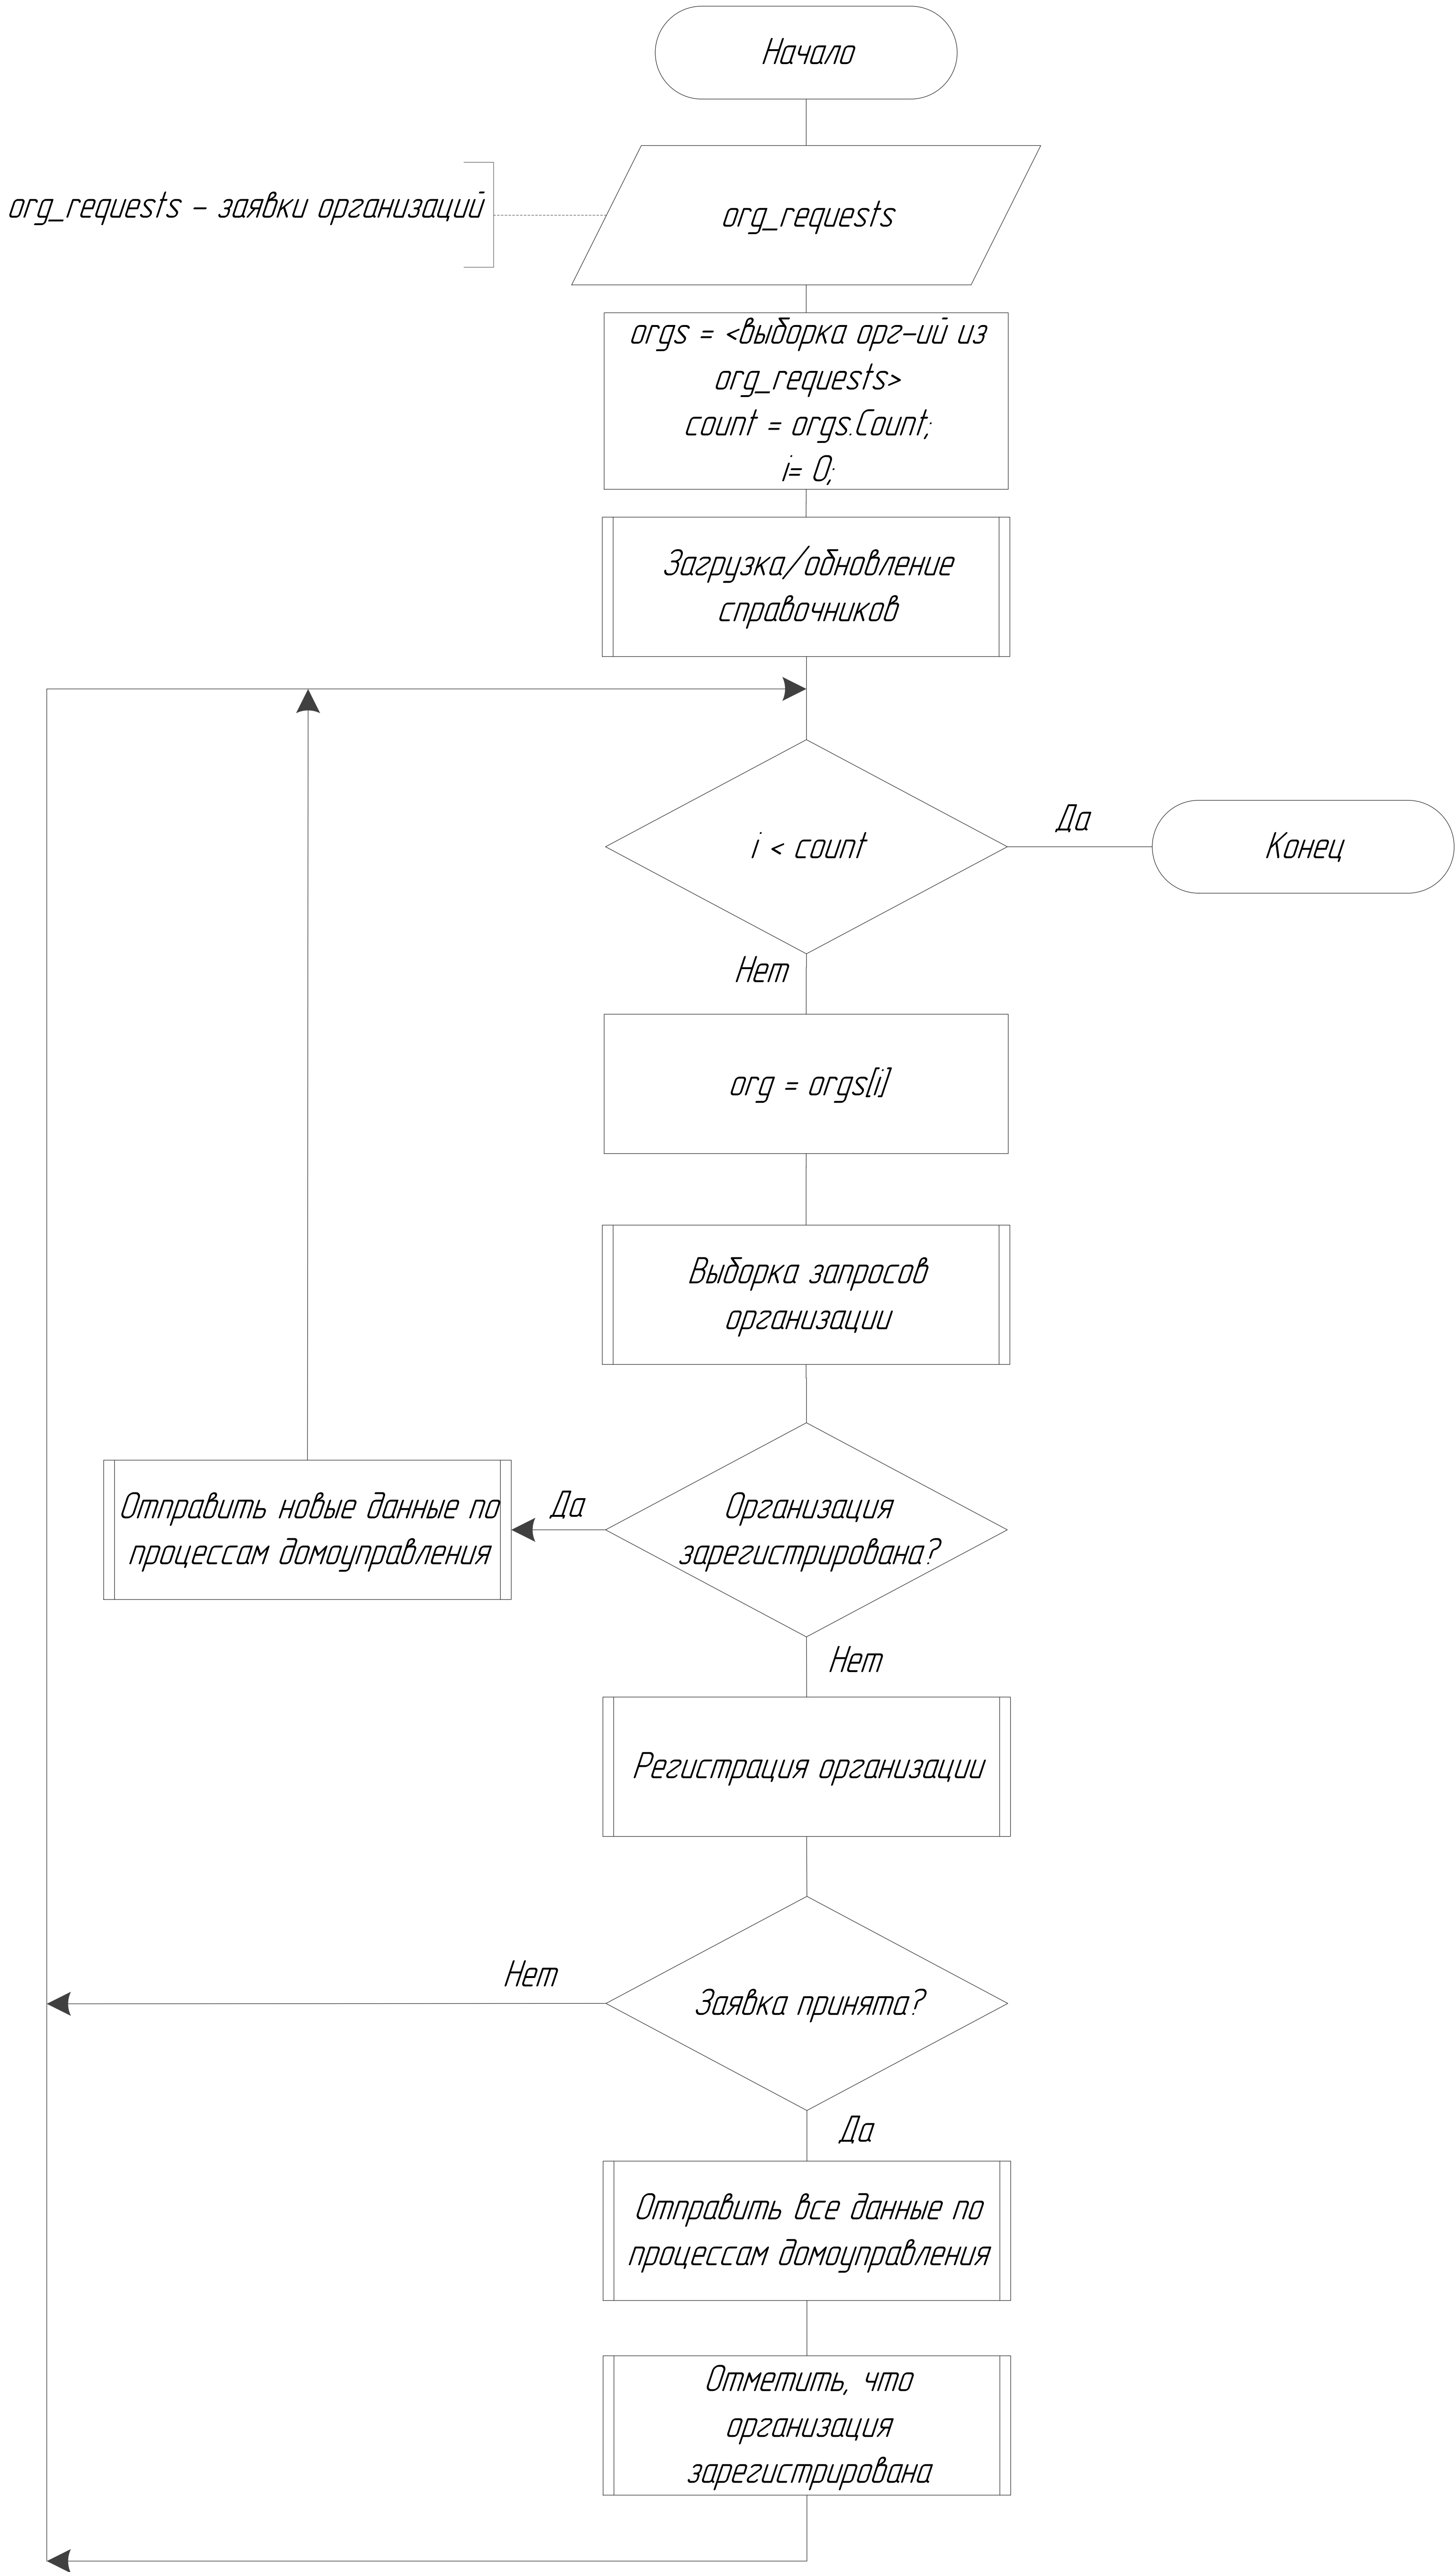 Начало
org_requests - заявки организаций
org_requests
orgs = <выборка орг-ий из
org_requests>
count = orgs.Count;
i= 0;
Загрузка/обновление
справочников
i < count
Да
Конец
Нет
org = orgs[i]
Выборка запросов
организации
Отправить новые данные по
процессам домоуправления
Да
Организация
зарегистрирована?
Нет
Регистрация организации
Нет
Заявка принята?
Да
Отправить все данные по
процессам домоуправления
Отметить, что
организация
зарегистрирована